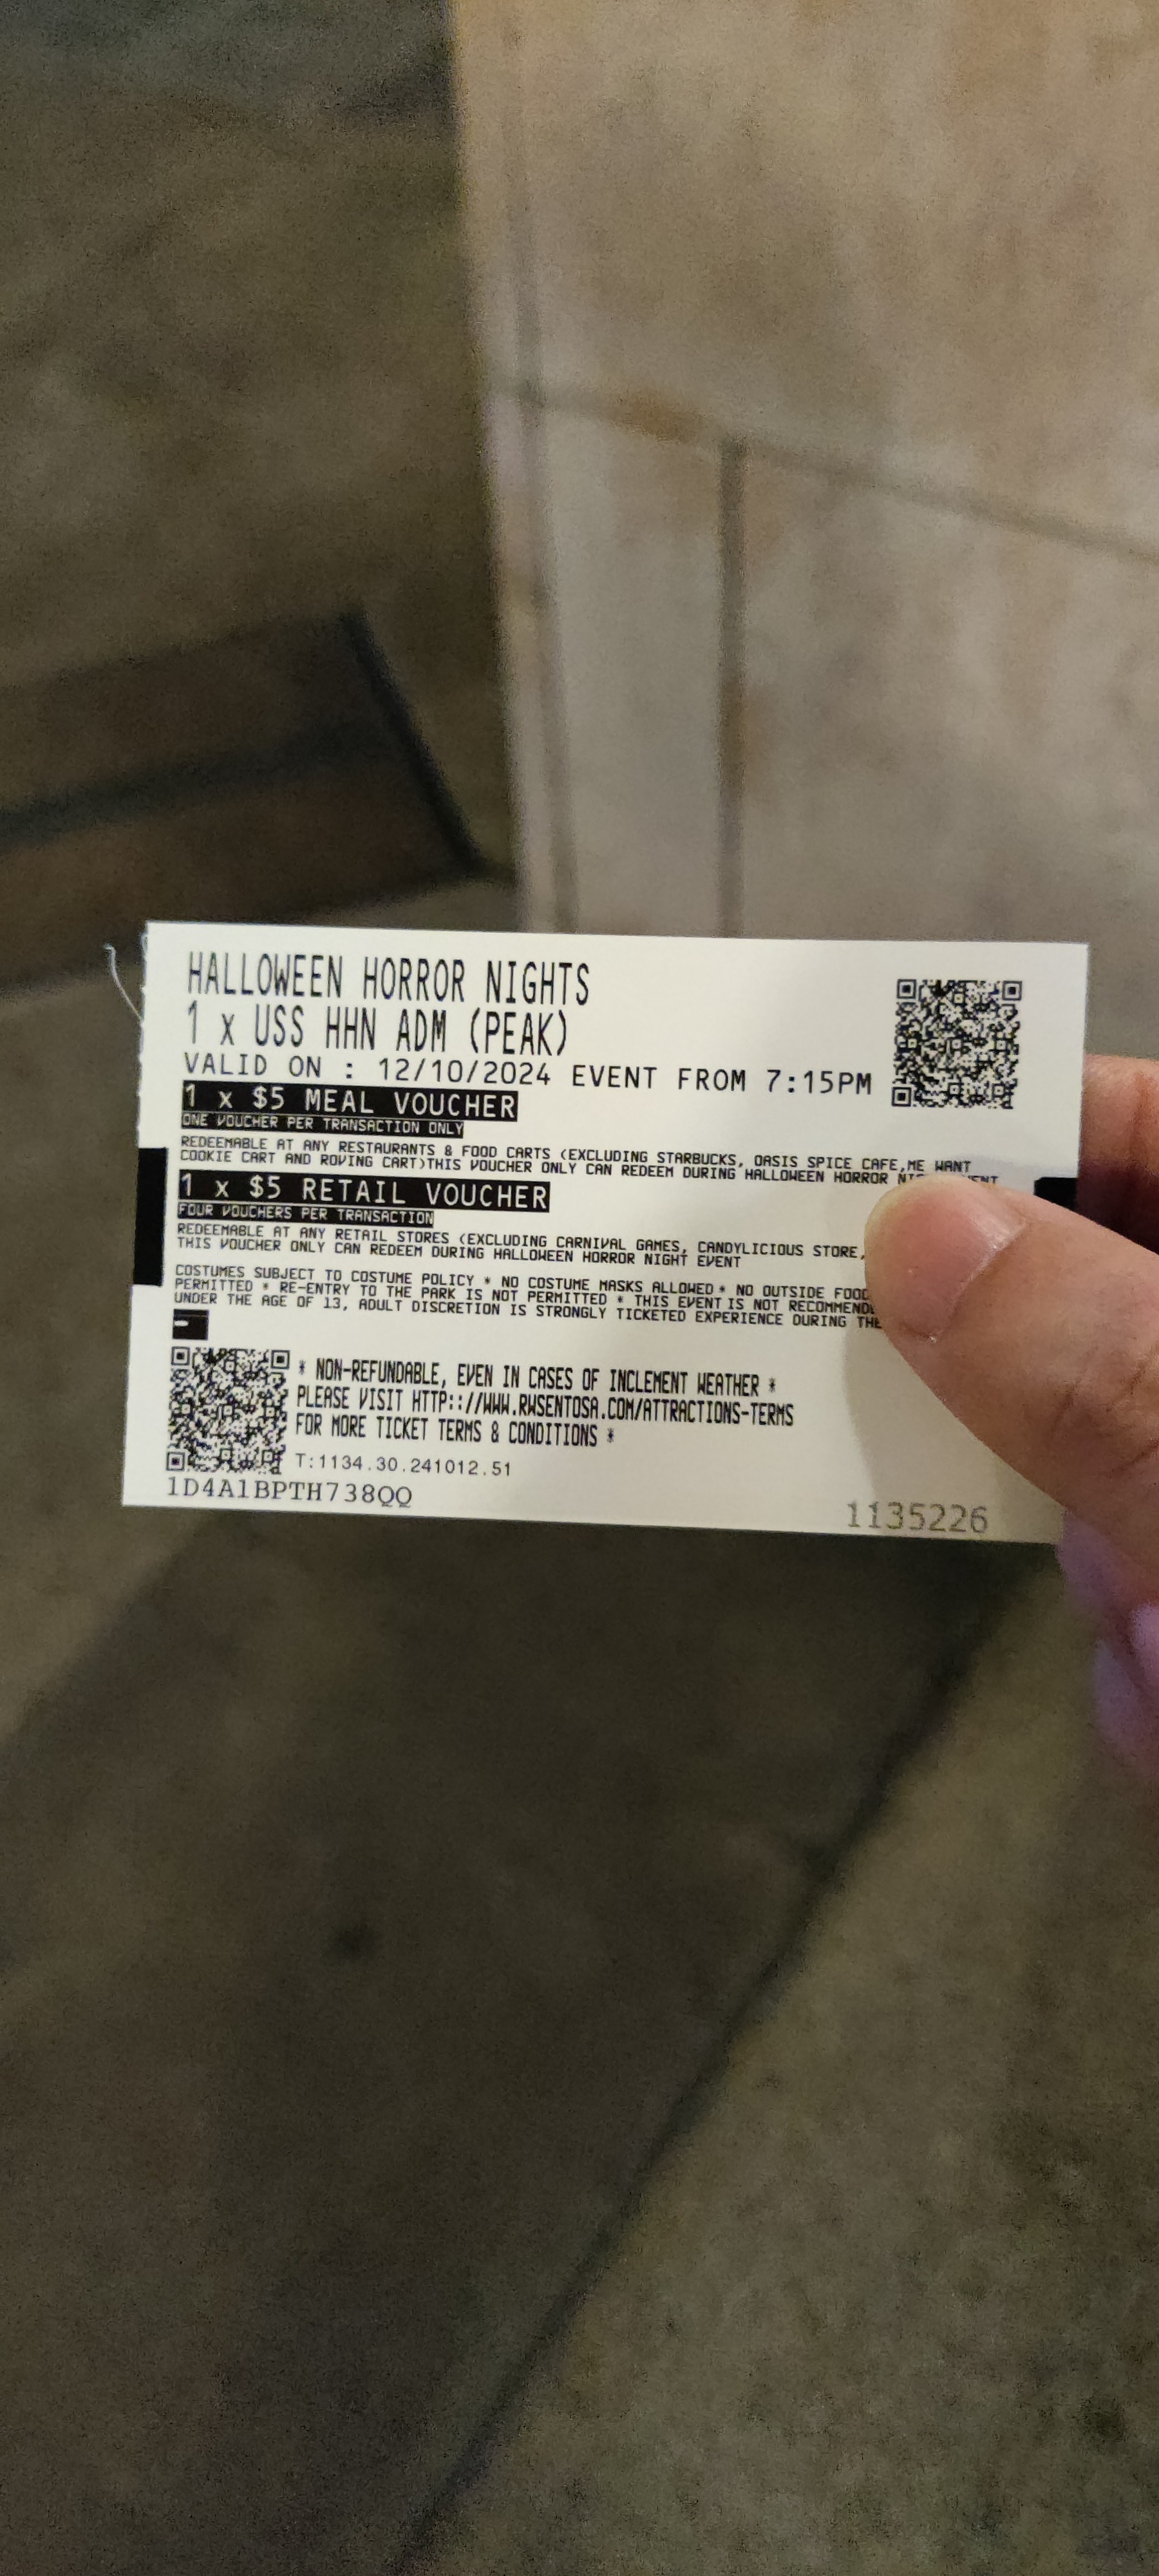 HALLOWEEN HORROR NIGHTS
1 x USS HHN ADM (PEAK)
VALID ON : 12/10/2024 EVENT FROM 7:15PM
1 x $5 MEAL VOUCHER
ONE VOUCHER PER TRANSACTION ONLY
REDEEMABLE AT ANY RESTAURANTS & FOOD CARTS (EXCLUDING STARBUCKS, OASIS SPICE CAFE,ME WANT
COOKIE CART AND ROVING CART)THIS VOUCHER ONLY CAN REDEEM DURING HALLOWEEN HORROR
1 x $5 RETAIL VOUCHER
FOUR VOUCHERS PER TRANSACTION
REDEEMABLE AT ANY RETAIL STORES (EXCLUDING CARNIVAL GAMES, CANDYLICIOUS STORE,
THIS VOUCHER ONLY CAN REDEEM DURING HALLOWEEN HORROR NIGHT EVENT
COSTUMES SUBJECT TO COSTUME POLICY * NO COSTUME MASKS ALLOWED * NO OUTSIDE FOOD
PERMITTED * RE-ENTRY TO THE PARK IS NOT PERMITTED * THIS EVENT IS NOT
UNDER THE AGE OF 13, ADULT DISCRETION IS STRONGLY TICKETED EXPERIENCE DURING THE
* NON-REFUNDABLE, EVEN IN CASES OF INCLEMENT WEATHER *
PLEASE VISIT HTTP:://WWW.RWSENTOSA.COM/ATTRACTIONS-TERMS
FOR MORE TICKET TERMS & CONDITIONS *
T:1134.30.241012.51
1D4A1BPTH738QQ
1135226